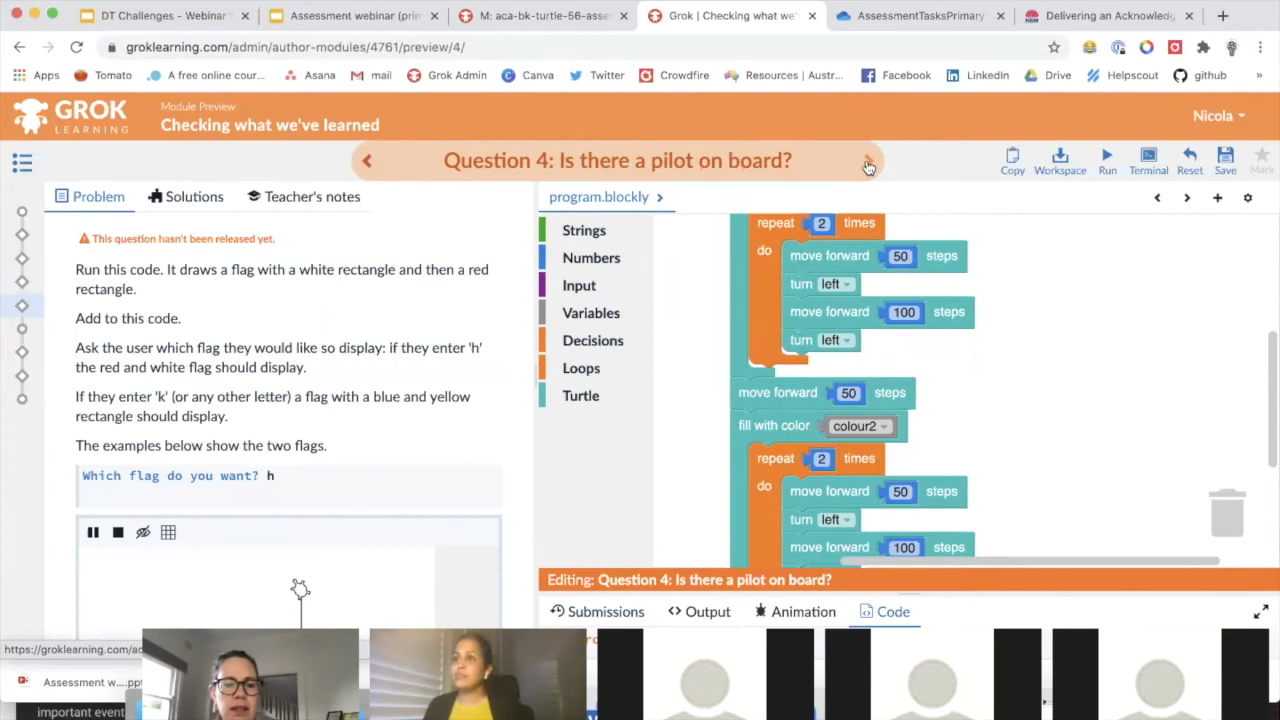 DT Challenges - Webinar
Assessment webinar (prin
M: aca-bk-turtle-56-asse
Grok | Checking what we'
AssessmentTasksPrimary
Delivering an Acknowledg
groklearning.com/admin/author-modules/4761/preview/4/
Apps
Tomato
A free online cour...
Asana
mail
Grok Admin
Canva
Twitter
Crowdfire
Resources | Austr...
Facebook
LinkedIn
Drive
Helpscout
github
»
GROK
LEARNING
Module Preview
Checking what we've learned
Nicola
Question 4: Is there a pilot on board?
Copy
Workspace
Run
Terminal
Reset
Save
Mark
Problem
Solutions
Teacher's notes
program.blockly
This question hasn't been released yet.
Run this code. It draws a flag with a white rectangle and then a red
rectangle.
Add to this code.
Ask the user which flag they would like so display: if they enter 'h'
the red and white flag should display.
If they enter 'k' (or any other letter) a flag with a blue and yellow
rectangle should display.
The examples below show the two flags.
Which flag do you want? h
Strings
Numbers
Input
Variables
Decisions
Loops
Turtle
repeat 2 times
do move forward 50 steps
turn left
move forward 100 steps
turn left
move forward 50 steps
fill with color colour2
repeat 2 times
do move forward 50 steps
turn left
move forward 100 steps
Editing: Question 4: Is there a pilot on board?
Submissions
Output
Animation
Code
https://groklearning.com/ad
Assessment w....ppt
important event